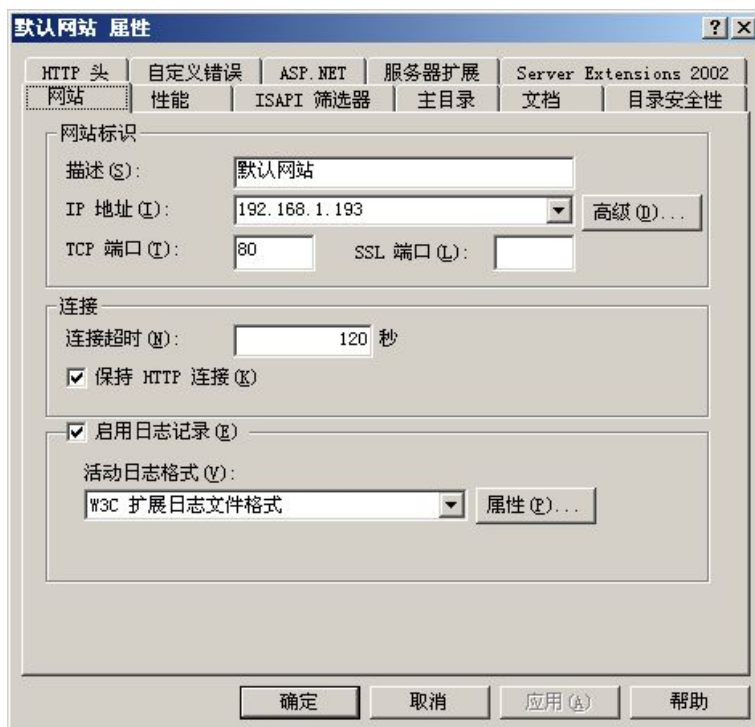 默认网站 属性
HTTP 头 自定义错误 ASP.NET 服务器扩展 Server Extensions 2002
网站 性能 ISAPI 筛选器 主目录 文档 目录安全性
网站标识
描述(S): 默认网站
IP 地址(I): 192.168.1.193 高级(D)...
TCP 端口(T): 80 SSL 端口(L):
连接
连接超时(N): 120 秒
保持 HTTP 连接(K)
启用日志记录(E)
活动日志格式(V):
W3C 扩展日志文件格式 属性(P)...
确定 取消 应用(A) 帮助